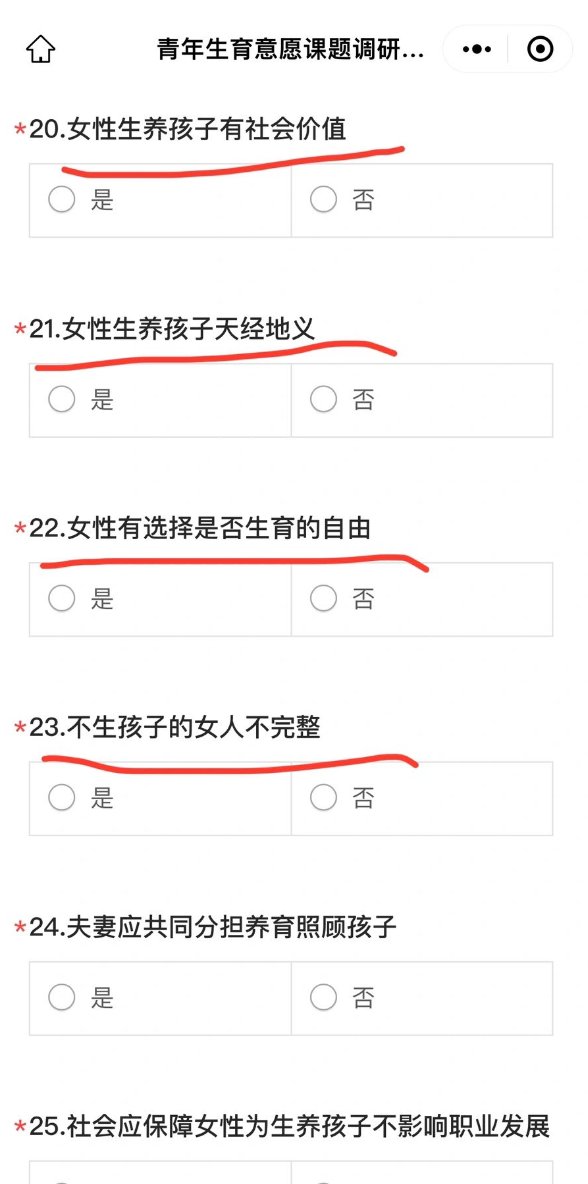 青年生育意愿课题调研...
*20.女性生养孩子有社会价值
是 否
*21.女性生养孩子天经地义
是 否
*22.女性有选择是否生育的自由
是 否
*23.不生孩子的女人不完整
是 否
*24.夫妻应共同分担养育照顾孩子
是 否
*25.社会应保障女性为生养孩子不影响职业发展